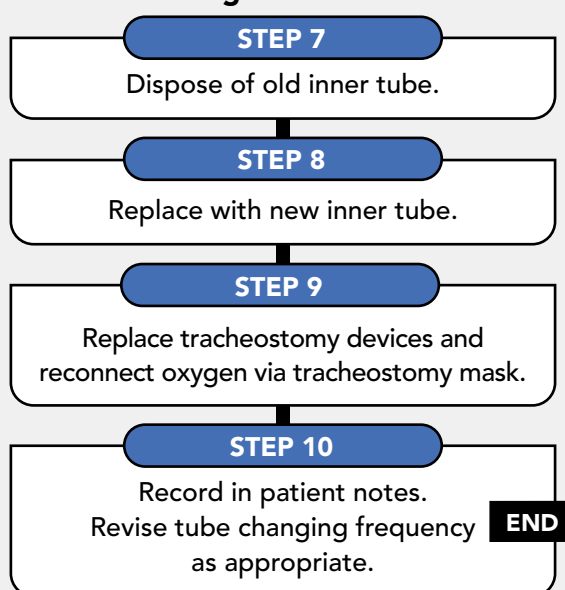 STEP 7
Dispose of old inner tube.
STEP 8
Replace with new inner tube.
STEP 9
Replace tracheostomy devices and
reconnect oxygen via tracheostomy mask.
STEP 10
Record in patient notes.
Revise tube changing frequency
as appropriate.
END